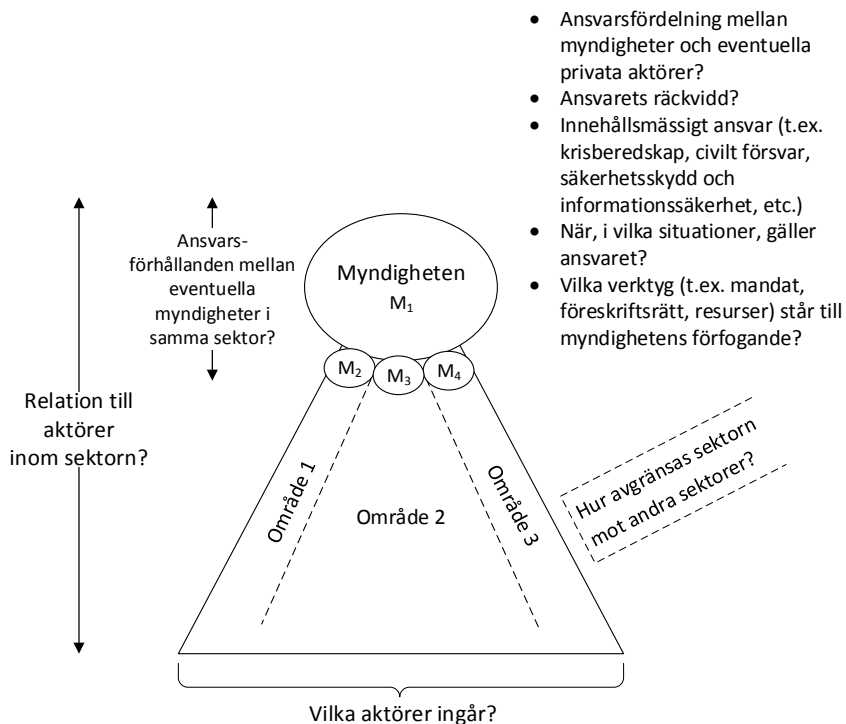 • Ansvarsfördelning mellan
myndigheter och eventuella
privata aktörer?
• Ansvarets räckvidd?
• Innehållsmässigt ansvar (t.ex.
krisberedskap, civilt försvar,
säkerhetsskydd och
informationssäkerhet, etc.)
• När, i vilka situationer, gäller
ansvaret?
• Vilka verktyg (t.ex. mandat,
föreskriftsrätt, resurser) står till
myndighetens förfogande?
Ansvars-
förhållanden mellan
eventuella
myndigheter i
samma sektor?
Myndigheten
M₁
M₂
M₃
M₄
Relation till
aktörer
inom sektorn?
Område 1
Område 2
Område 3
Hur avgränsas sektorn
mot andra sektorer?
Vilka aktörer ingår?